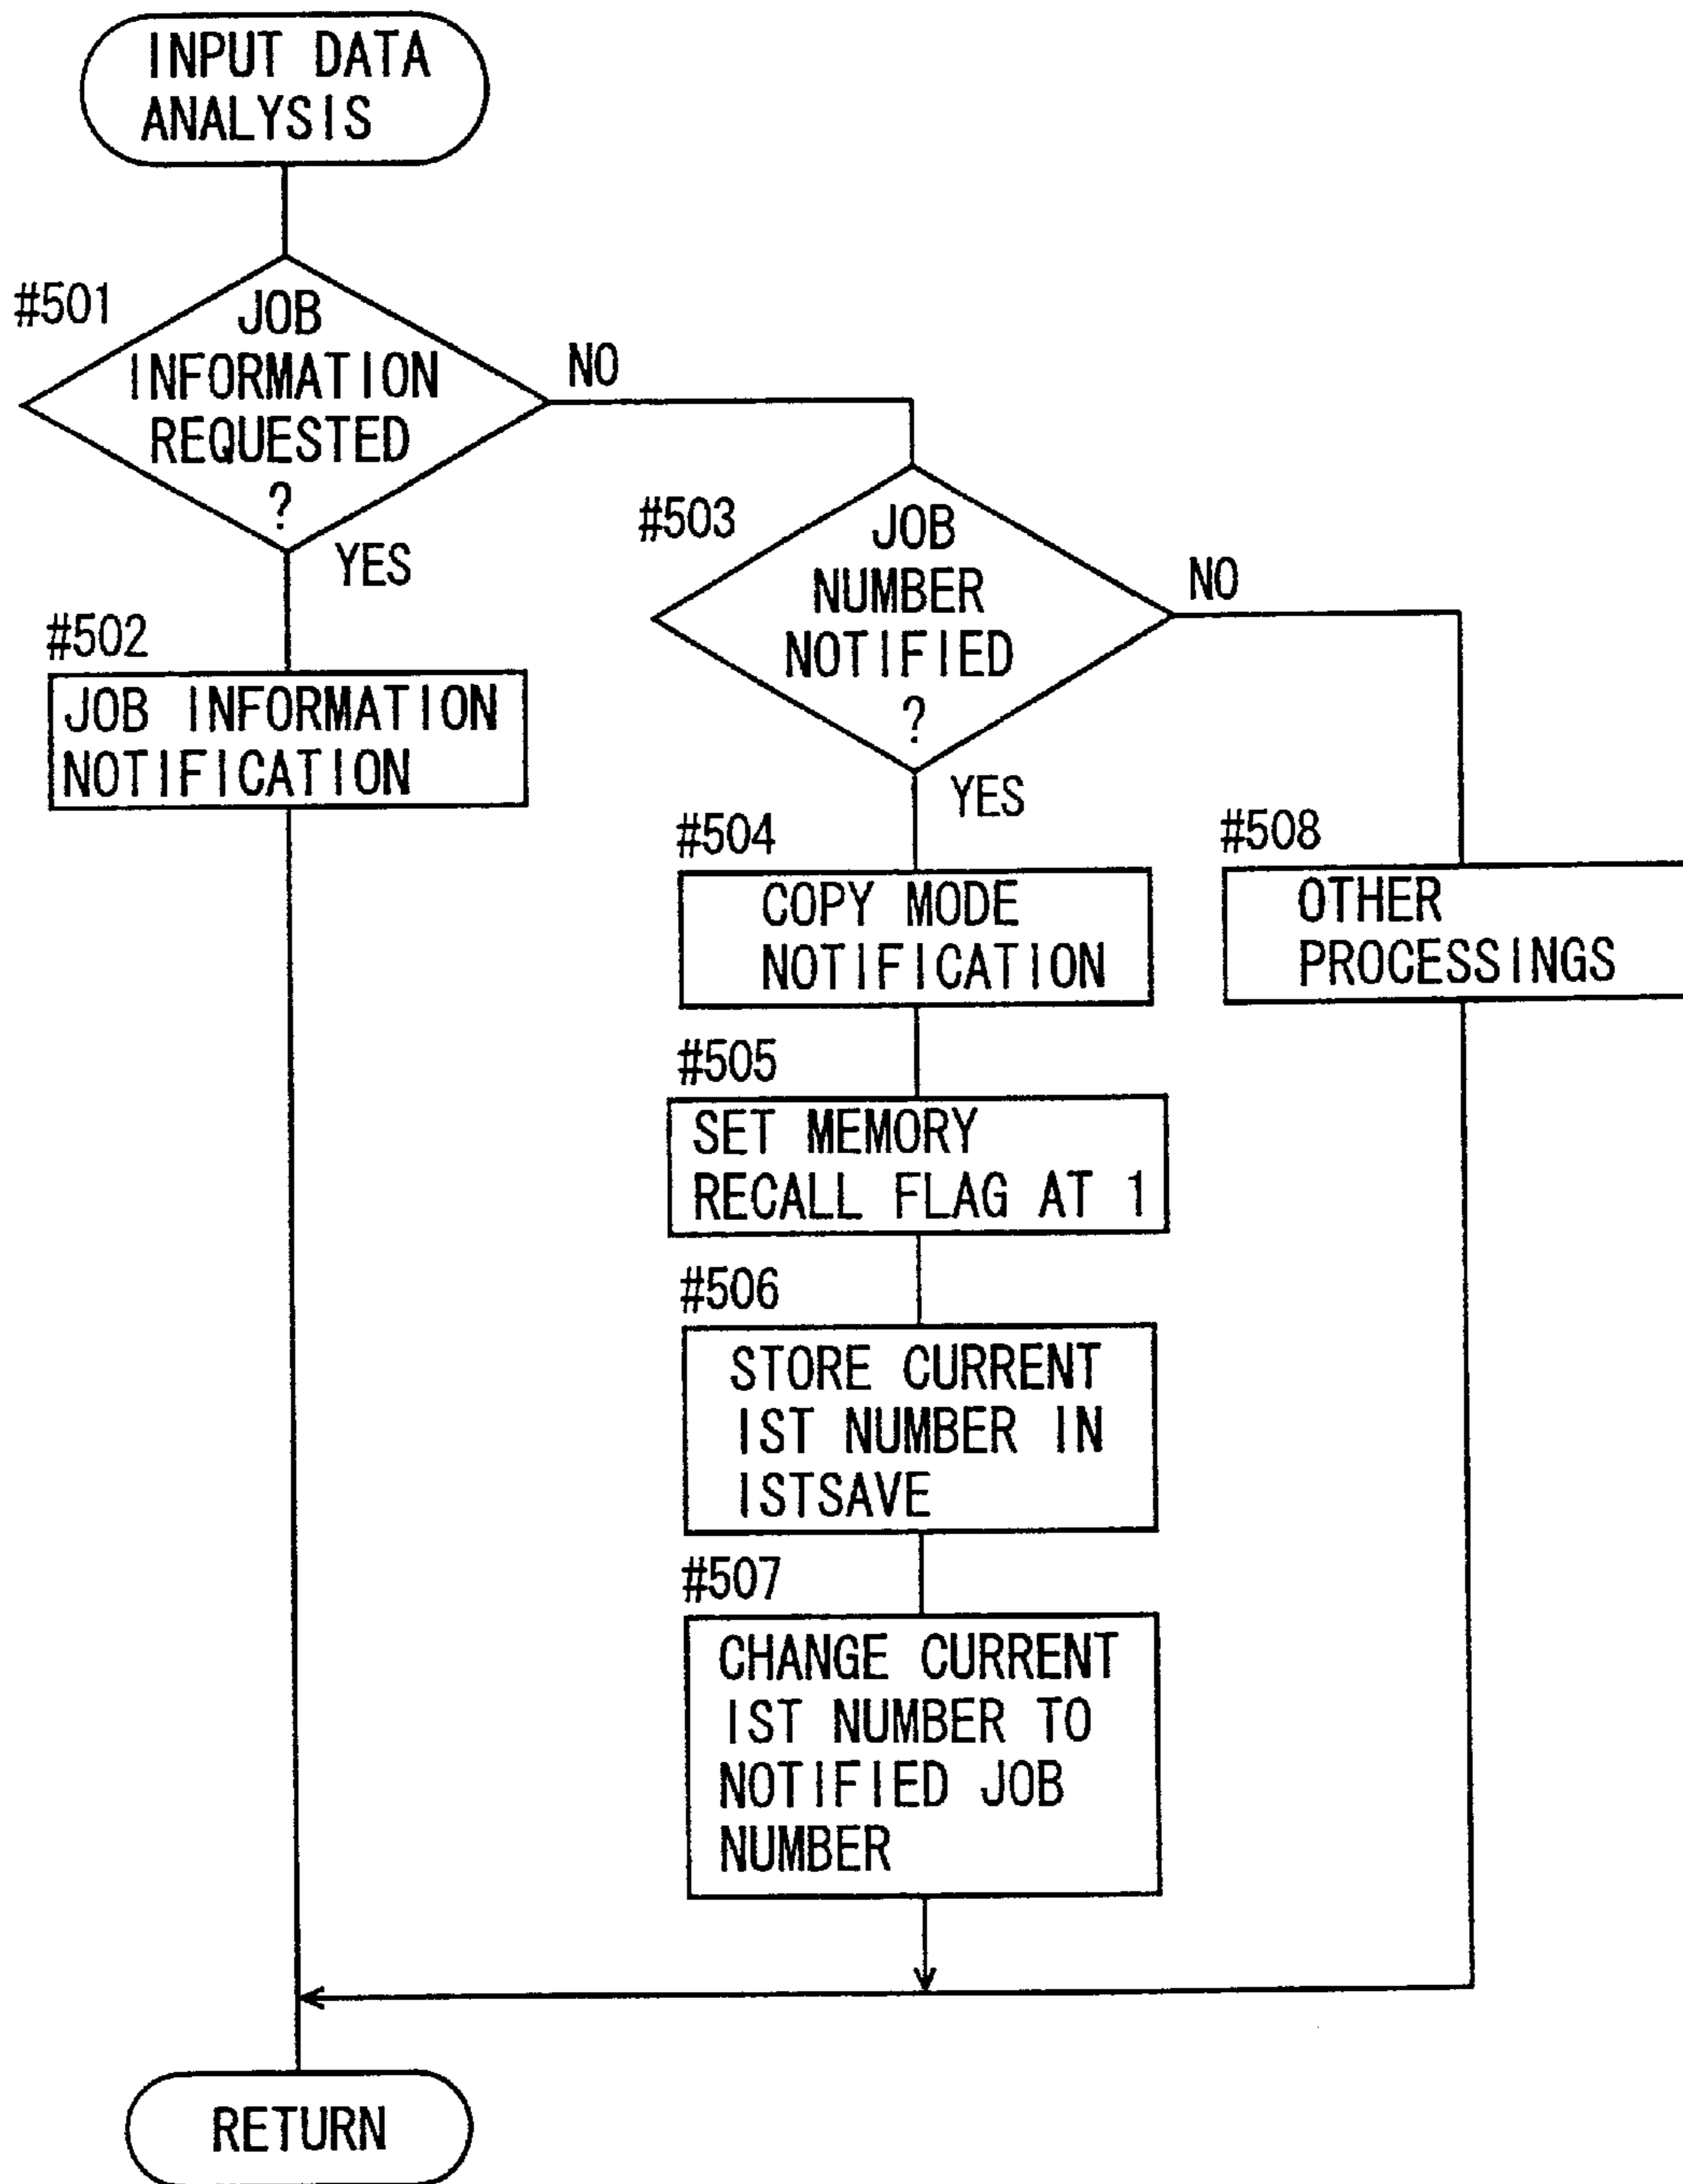 INPUT DATA
ANALYSIS
#501
JOB
INFORMATION
REQUESTED
?
NO
YES
#502
JOB INFORMATION
NOTIFICATION
#503
JOB
NUMBER
NOTIFIED
?
NO
YES
#504
COPY MODE
NOTIFICATION
#508
OTHER
PROCESSINGS
#505
SET MEMORY
RECALL FLAG AT 1
#506
STORE CURRENT
IST NUMBER IN
ISTSAVE
#507
CHANGE CURRENT
IST NUMBER TO
NOTIFIED JOB
NUMBER
RETURN